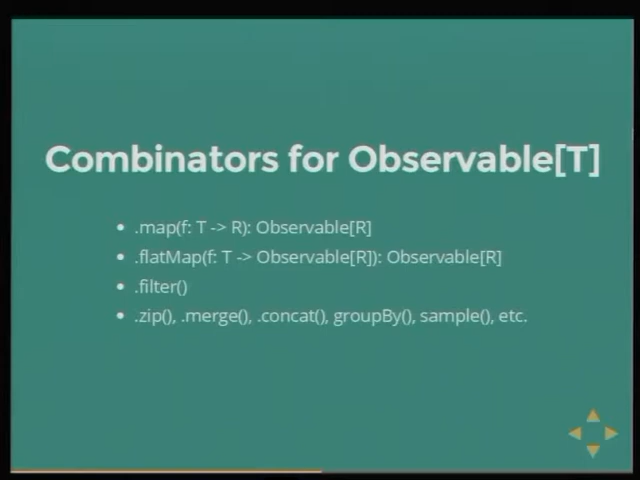 Combinators for Observable[T]
.map(f: T -> R): Observable[R]
.flatMap(f: T -> Observable[R]): Observable[R]
.filter()
.zip(), .merge(), .concat(), groupBy(), sample(), etc.